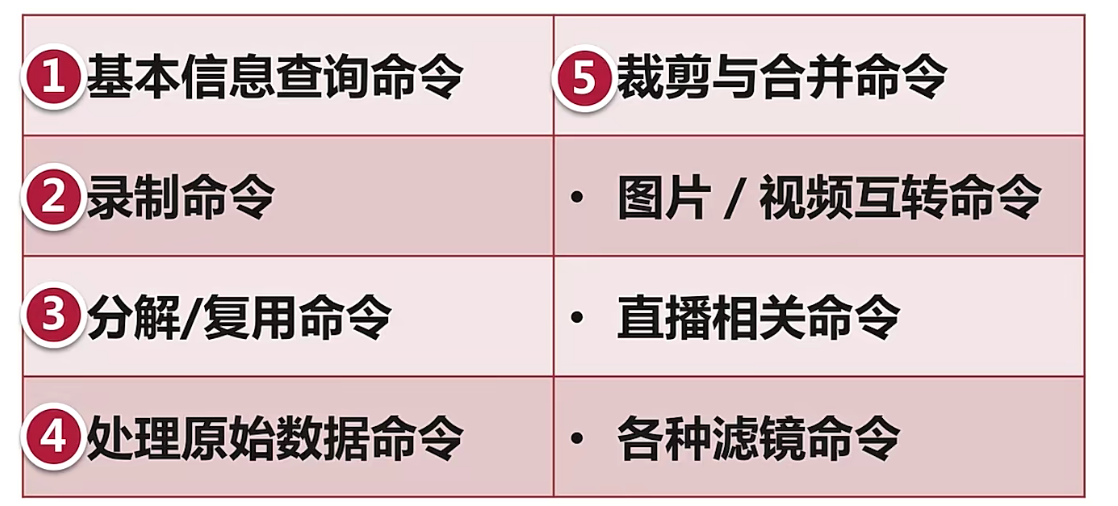 1 基本信息查询命令
5 裁剪与合并命令
2 录制命令
• 图片 / 视频互转命令
3 分解/复用命令
• 直播相关命令
4 处理原始数据命令
• 各种滤镜命令